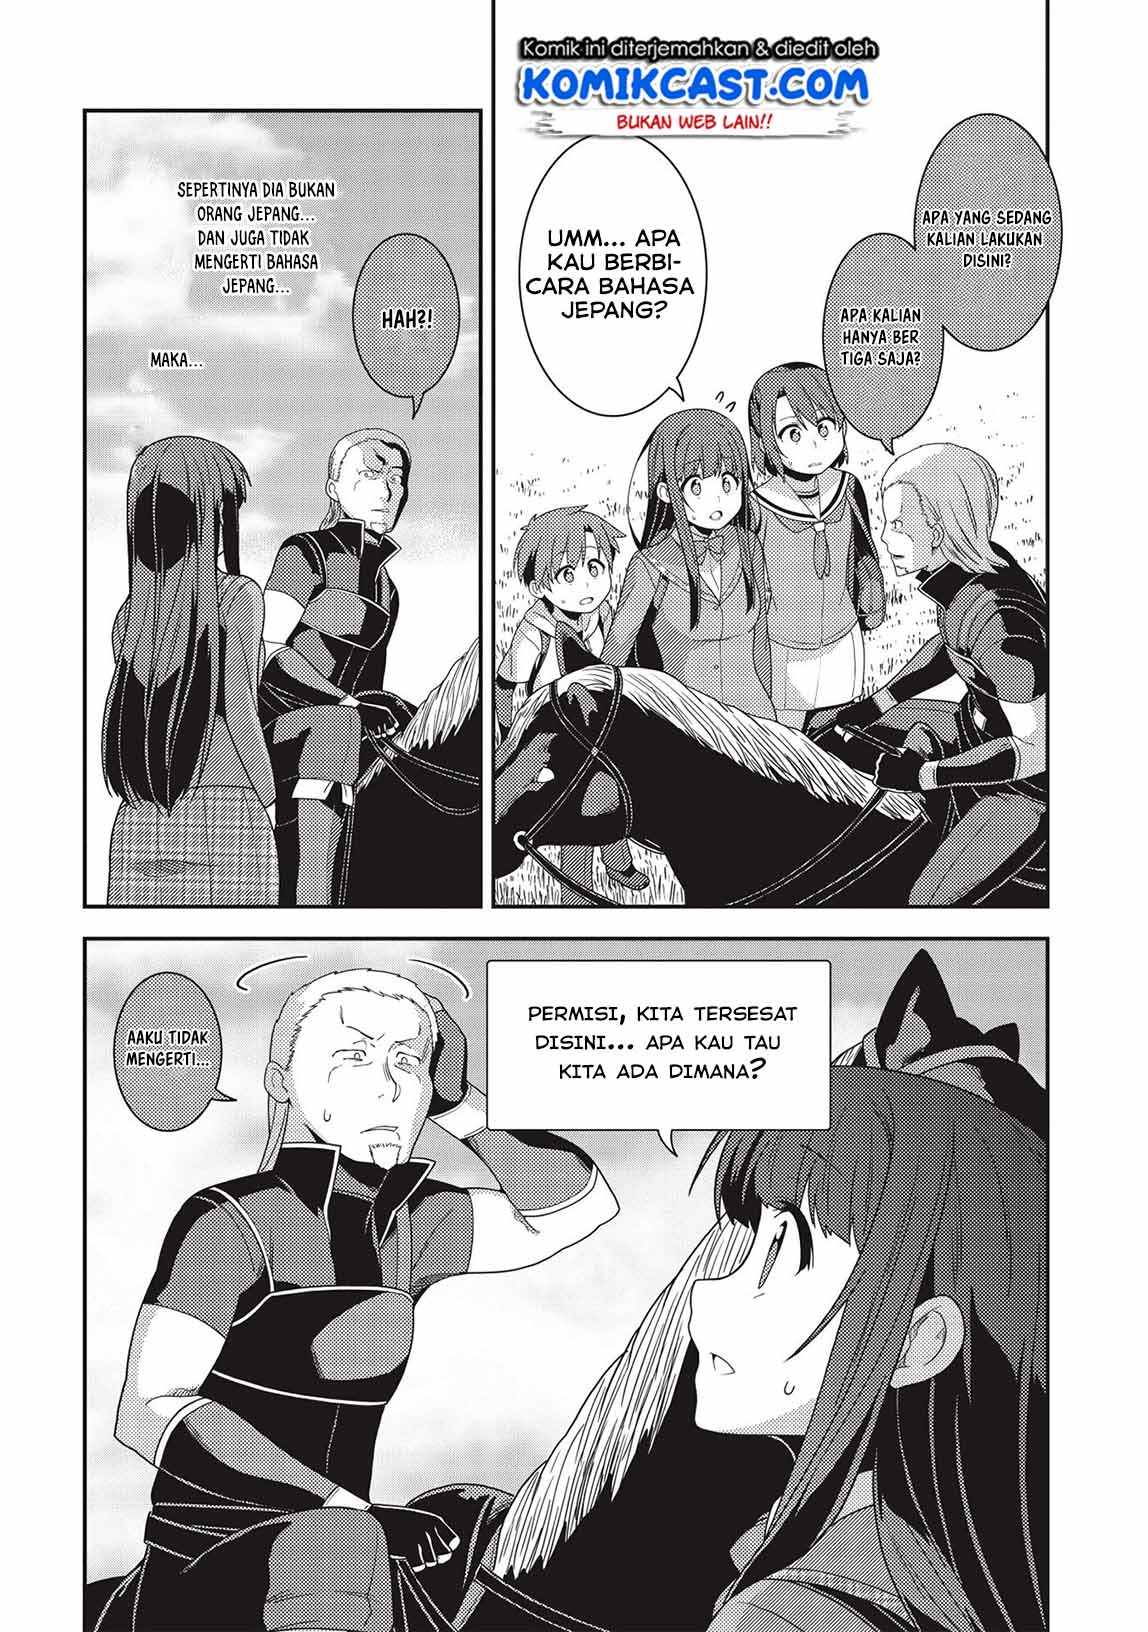 Komik ini diterjemahkan & diedit oleh
KOMIKCAST.COM
BUKAN WEB LAIN!!
APA YANG SEDANG
KALIAN LAKUKAN
DISINI?
APA KALIAN
HANYA BER
TIGA SAJA?
UMM... APA
KAU BERBI-
CARA BAHASA
JEPANG?
HAH?!
SEPERTINYA DIA BUKAN
ORANG JEPANG...
DAN JUGA TIDAK
MENGERTI BAHASA
JEPANG...
MAKA...
PERMISI, KITA TERSESAT
DISINI... APA KAU TAU
KITA ADA DIMANA?
AAKU TIDAK
MENGERTI...